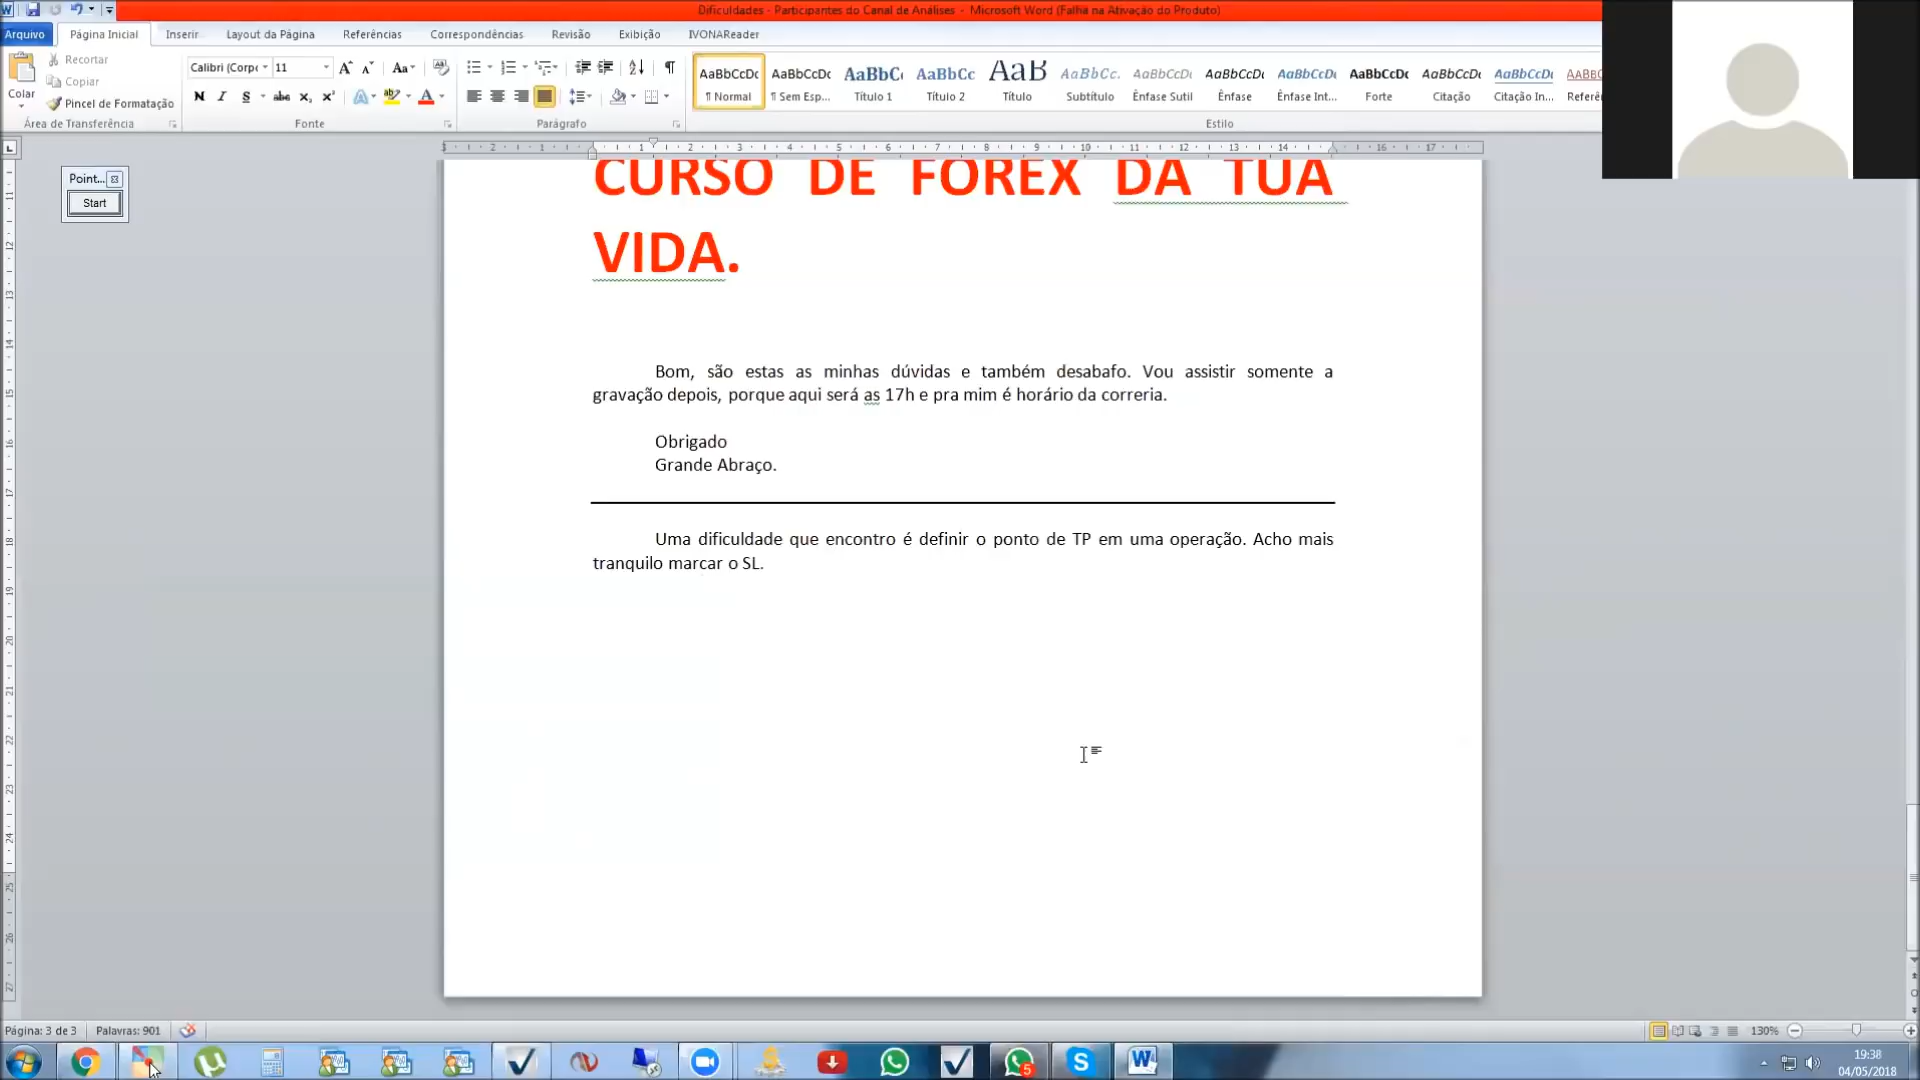 Dificuldades - Participantes do Canal de Análises - Microsoft Word (Falha na Ativação do Produto)
Arquivo Página Inicial Inserir Layout da Página Referências Correspondências Revisão Exibição IVONAReader
Recortar
Copiar
Pincel de Formatação
Colar
Área de Transferência
Calibri (Corpo 11
Fonte
Parágrafo
AaBbCcDc AaBbCcDc AaBbC AaBbCc AaB AaBbCc. AaBbCcDc AaBbCcDc AaBbCcDc AaBbCcDc AaBbCcDc AaBbCcDc AABBC
¶ Normal ¶ Sem Esp... Título 1 Título 2 Título Subtítulo Ênfase Sutil Ênfase Ênfase Int... Forte Citação Citação In... Referê
Estilo
Point...
Start
CURSO DE FOREX DA TUA
VIDA.
Bom, são estas as minhas dúvidas e também desabafo. Vou assistir somente a
gravação depois, porque aqui será as 17h e pra mim é horário da correria.
Obrigado
Grande Abraço.
Uma dificuldade que encontro é definir o ponto de TP em uma operação. Acho mais
tranquilo marcar o SL.
Página: 3 de 3 Palavras: 901
130%
19:38
04/05/2018